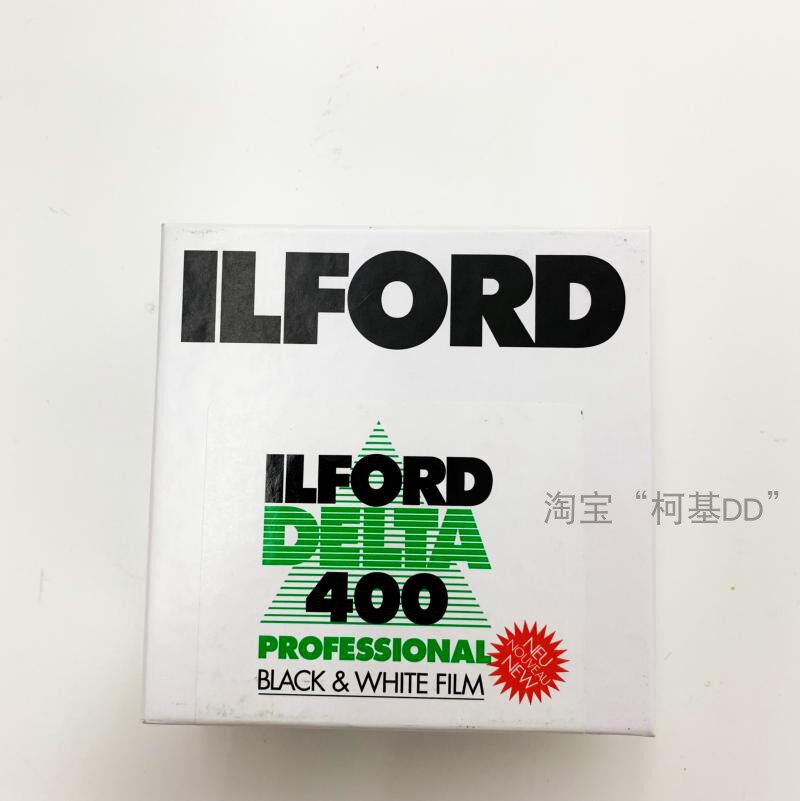 ILFORD
ILFORD
DELTA
400
PROFESSIONAL
BLACK & WHITE FILM
NEU
NOUVEAU
NEW
淘宝“柯基DD”